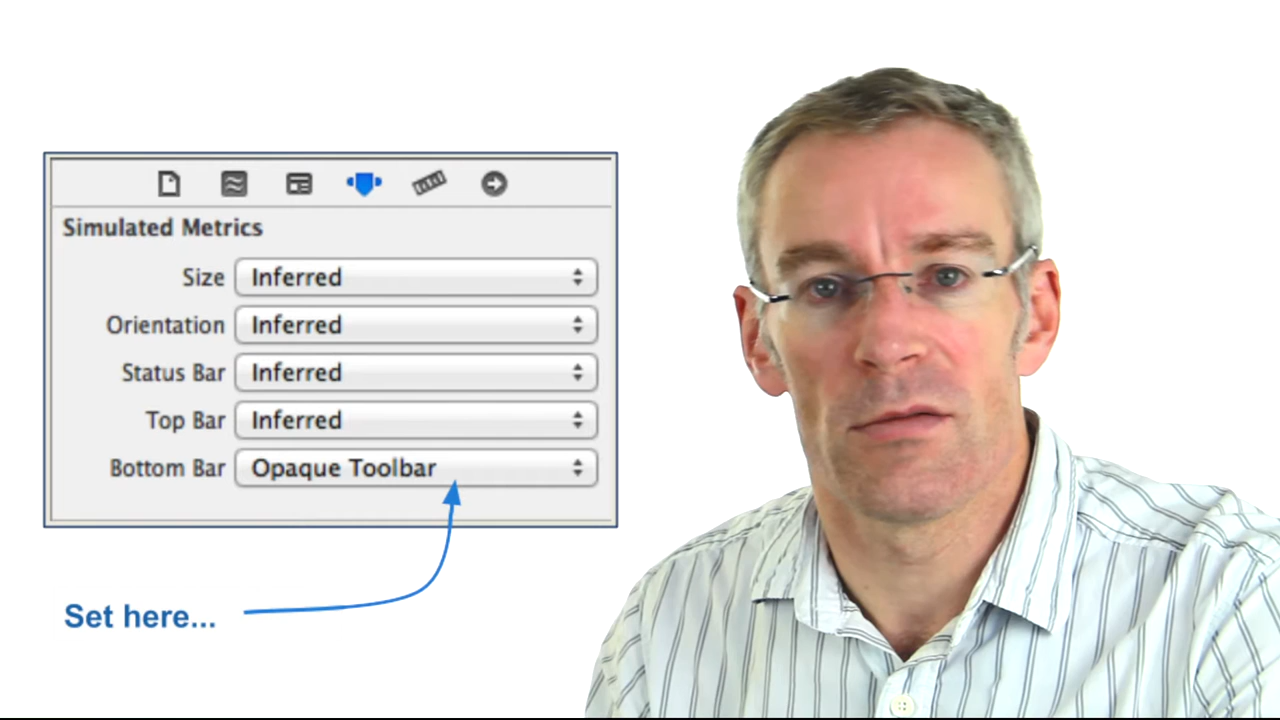 Simulated Metrics
Size Inferred
Orientation Inferred
Status Bar Inferred
Top Bar Inferred
Bottom Bar Opaque Toolbar
Set here...